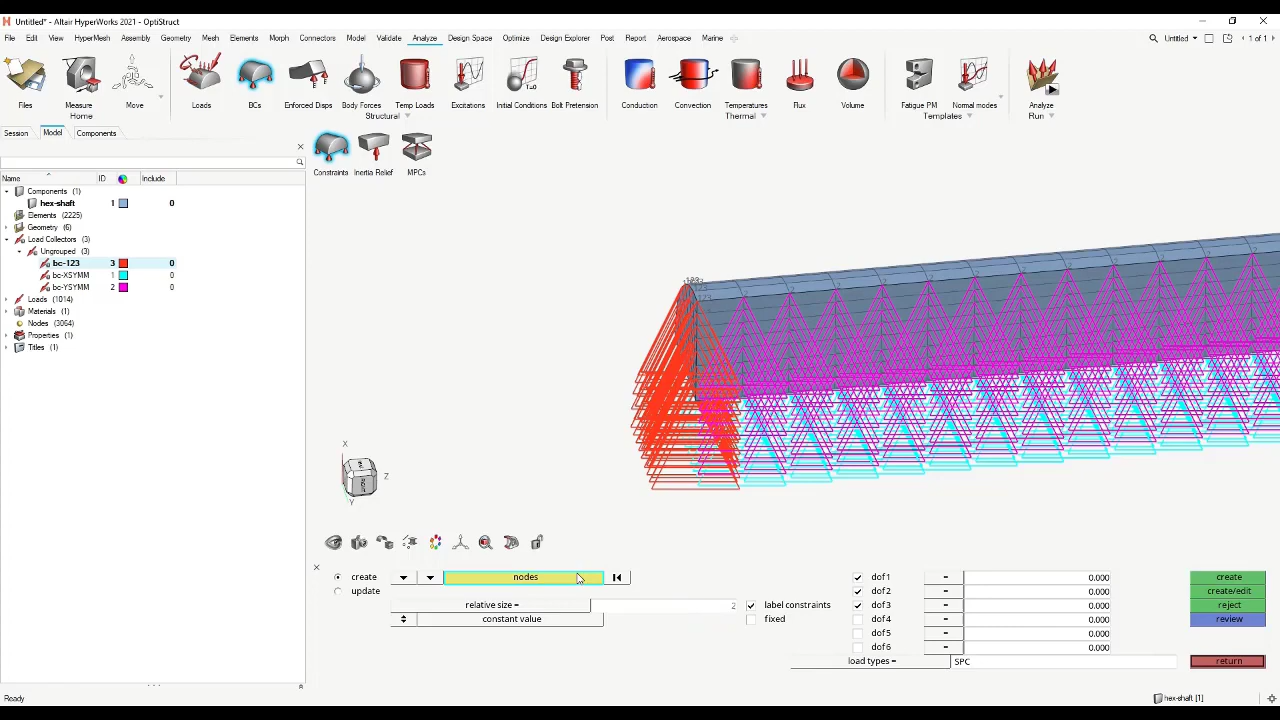 Untitled* - Altair HyperWorks 2021 - OptiStruct
File Edit View HyperMesh Assembly Geometry Mesh Elements Morph Connectors Model Validate Analyze Design Space Optimize Design Explorer Post Report Aerospace Marine Untitled 1 of 1
Files Measure Move Loads BCs Enforced Disps Body Forces Temp Loads Excitations Initial Conditions Bolt Pretension Conduction Convection Temperatures Flux Volume Fatigue PM Normal modes Analyze
Home Structural Thermal Templates Run
Session Model Components
Constraints Inertia Relief MPCs
Name ID Include
Components (1)
hex-shaft 1 0
Elements (2225)
Geometry (6)
Load Collectors (3)
Ungrouped (3)
bc-123 3 0
bc-XSYMM 1 0
bc-YSYMM 2 0
Loads (1014)
Materials (1)
Nodes (3064)
Properties (1)
Titles (1)
X
Z
Y
create nodes dof1 = 0.000 create
update dof2 = 0.000 create/edit
relative size = 2 label constraints dof3 = 0.000 reject
constant value fixed dof4 = 0.000 review
dof5 = 0.000
dof6 = 0.000
load types = SPC return
Ready hex-shaft [1]